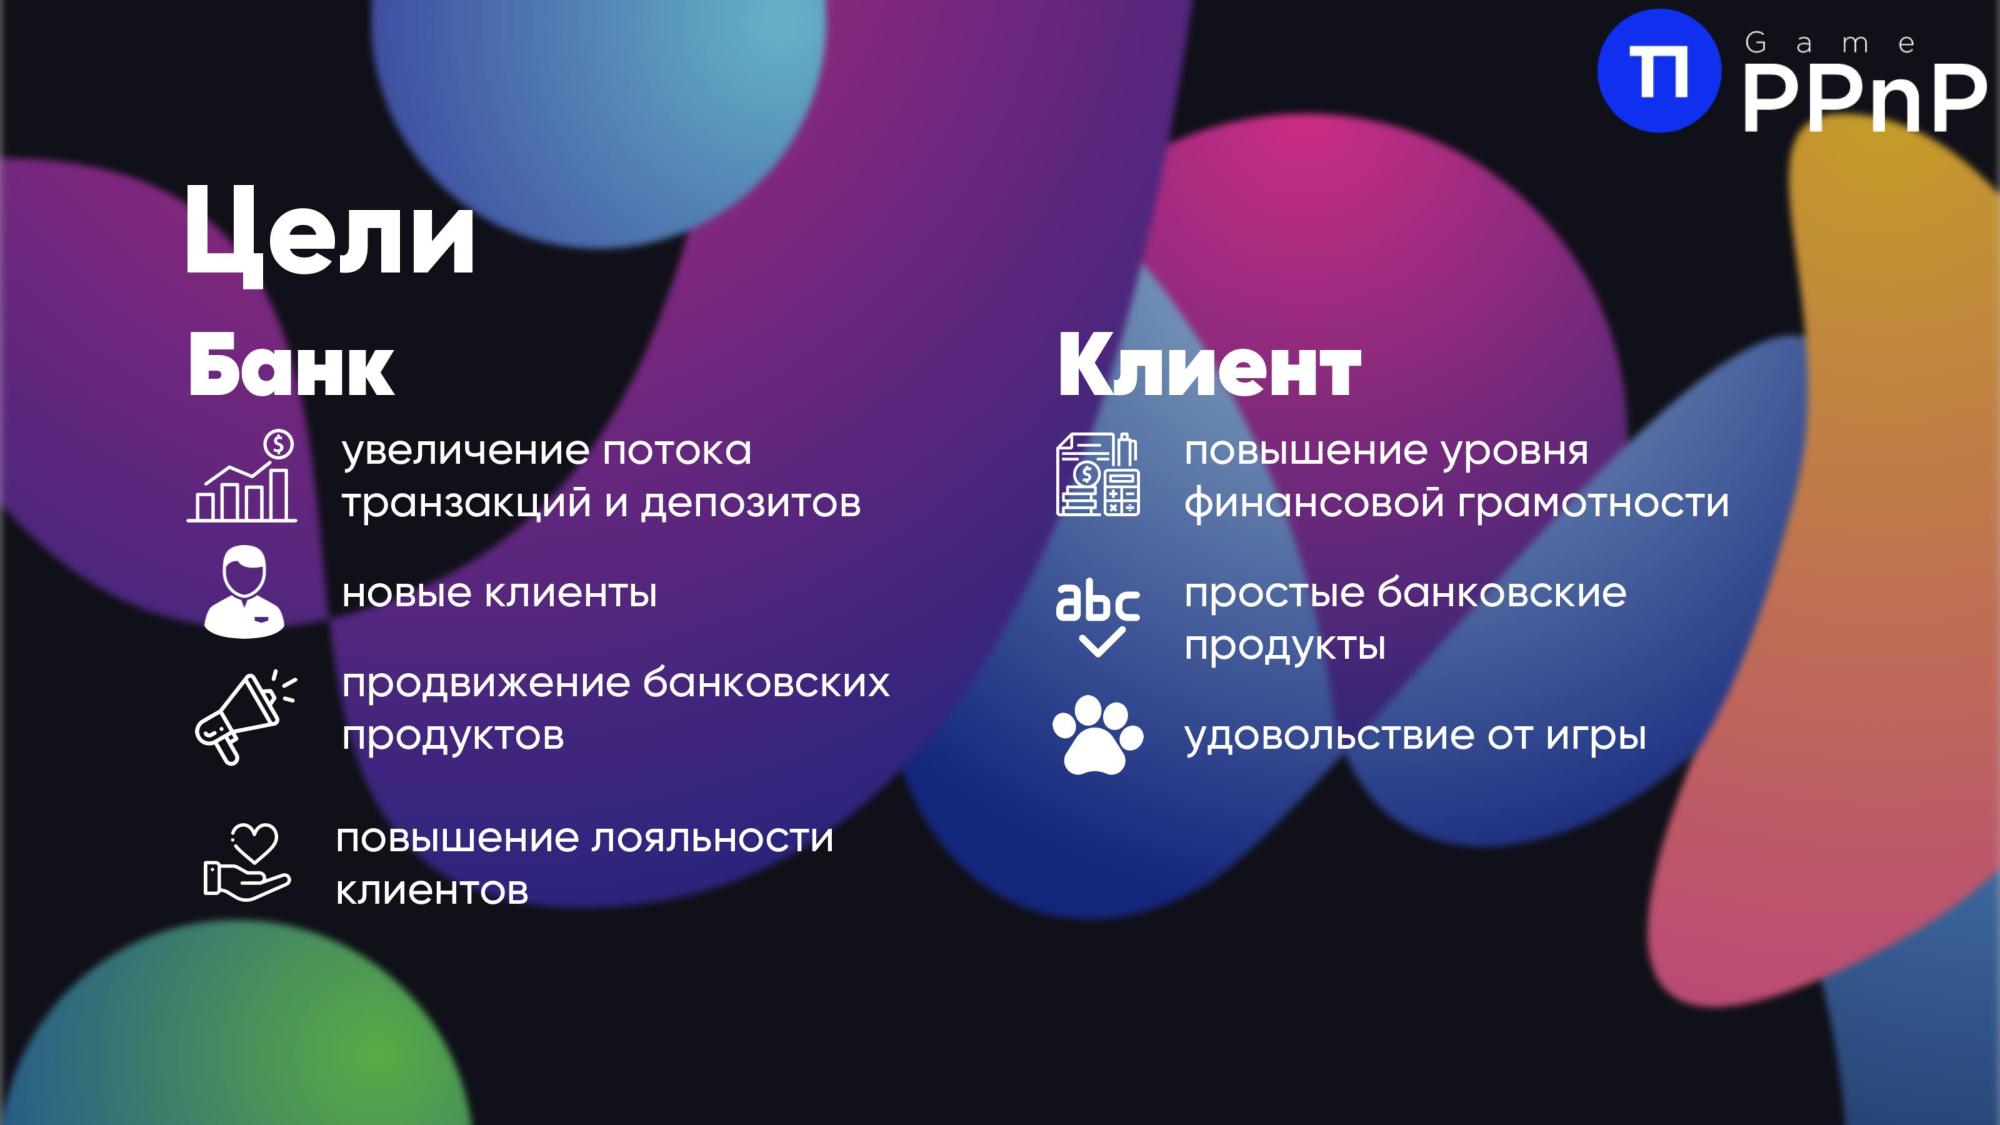 П
Game
PPnP
Цели
Банк
увеличение потока
транзакций и депозитов
новые клиенты
продвижение банковских
продуктов
повышение лояльности
клиентов
Клиент
повышение уровня
финансовой грамотности
abc
простые банковские
продукты
удовольствие от игры